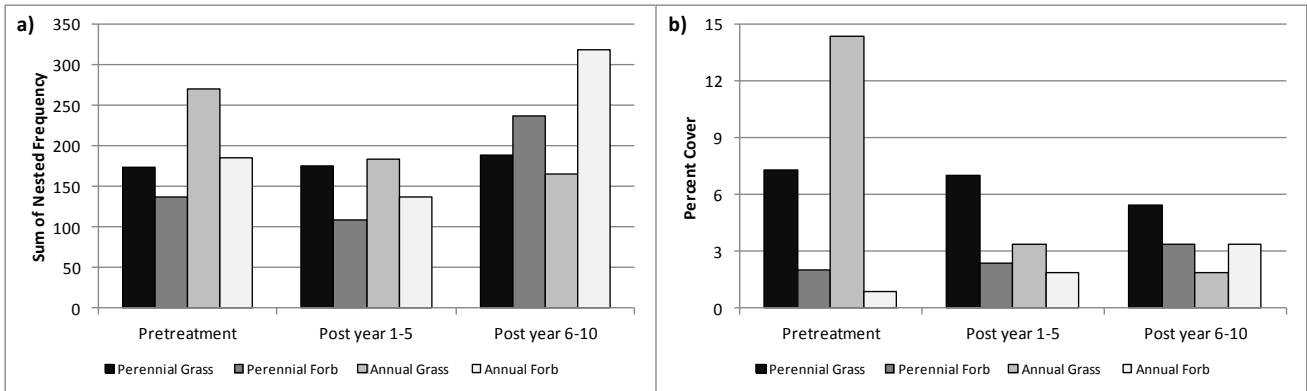 a)
Sum of Nested Frequency
350
300
250
200
150
100
50
0
Pretreatment Post year 1-5 Post year 6-10
Perennial Grass Perennial Forb Annual Grass Annual Forb
b)
Percent Cover
15
12
9
6
3
0
Pretreatment Post year 1-5 Post year 6-10
Perennial Grass Perennial Forb Annual Grass Annual Forb